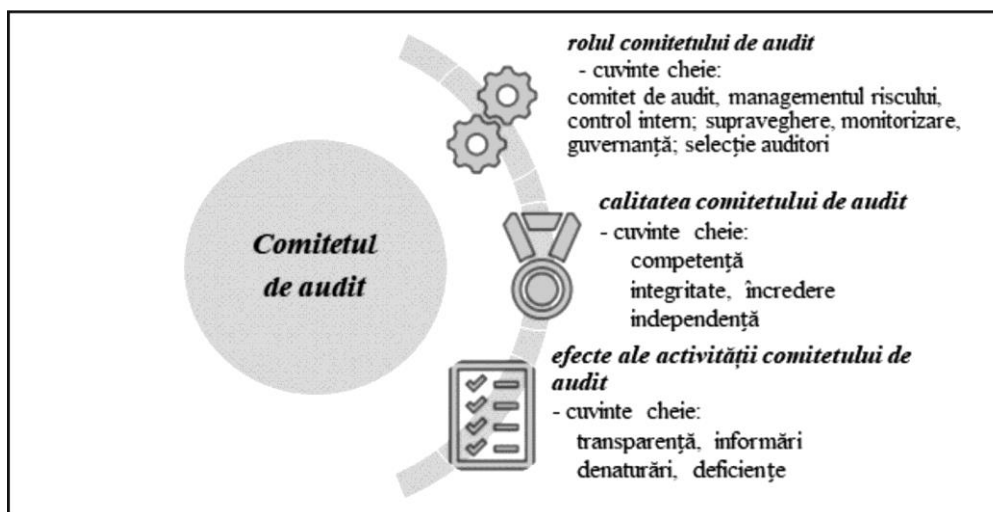 Comitetul
de audit
rolul comitetului de audit
- cuvinte cheie:
comitet de audit, managementul riscului,
control intern; supraveghere, monitorizare,
guvernanță; selecție auditori
calitatea comitetului de audit
- cuvinte cheie:
competență
integritate, încredere
independență
efecte ale activității comitetului de
audit
- cuvinte cheie:
transparență, informări
denaturări, deficiențe